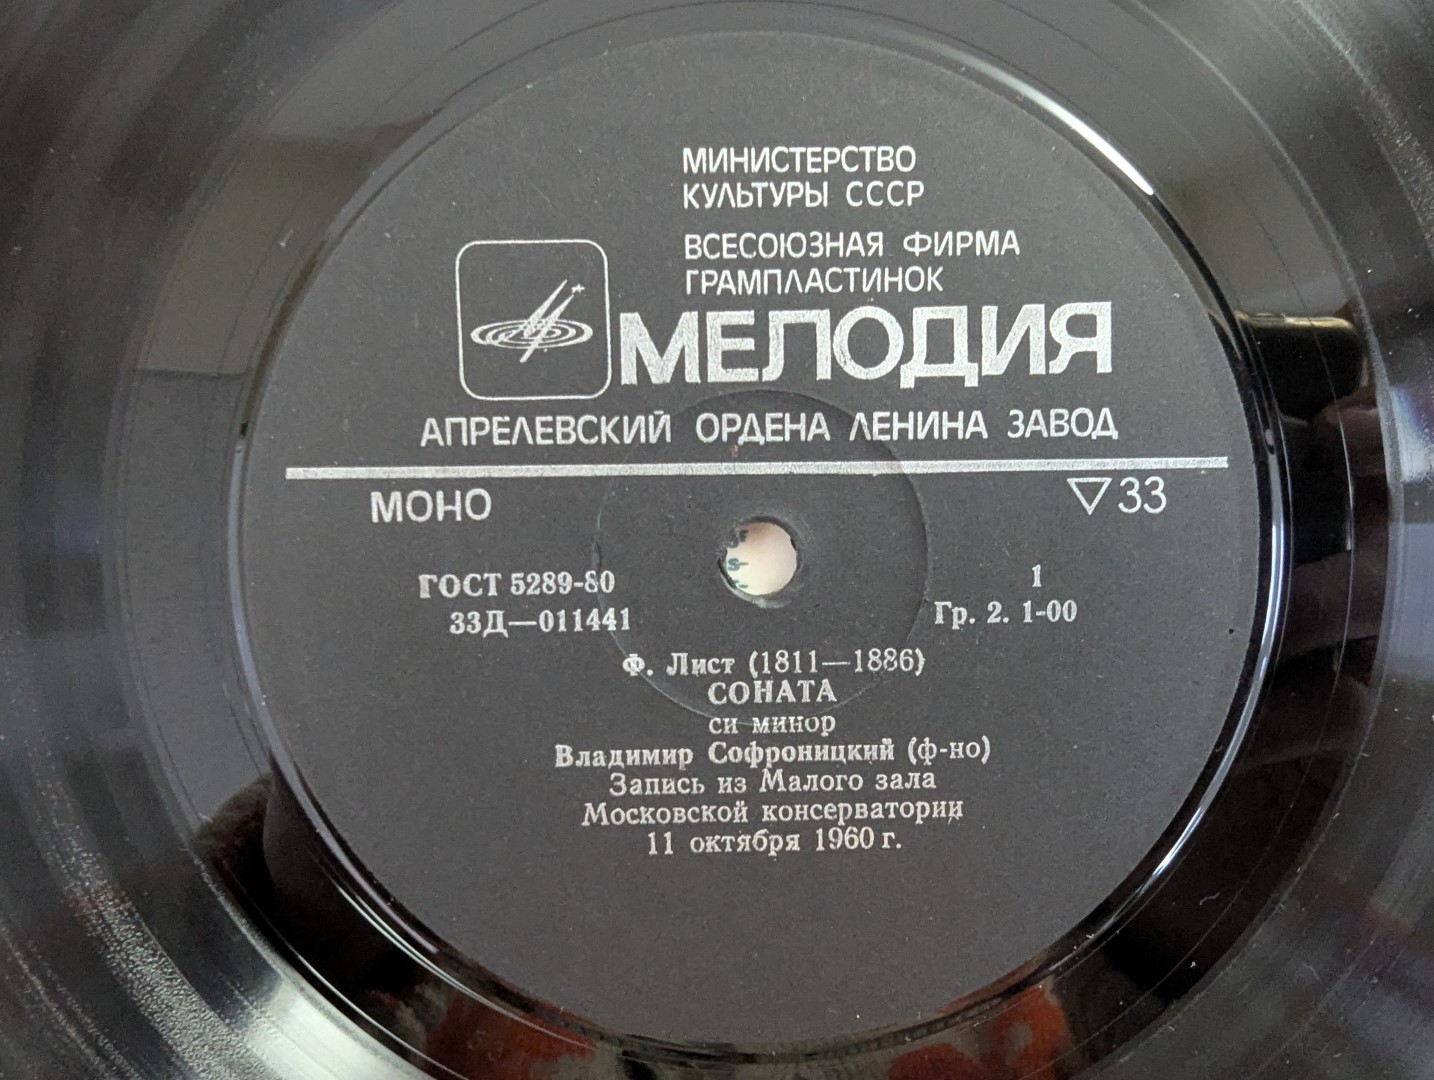 МИНИСТЕРСТВО
КУЛЬТУРЫ СССР
ВСЕСОЮЗНАЯ ФИРМА
ГРАМПЛАСТИНОК
МЕЛОДИЯ
АПРЕЛЕВСКИЙ ОРДЕНА ЛЕНИНА ЗАВОД
МОНО ▽33
ГОСТ 5289-80 1
33Д—011441 Гр. 2. 1-00
Ф. Лист (1811—1886)
СОНАТА
си минор
Владимир Софроницкий (ф-но)
Запись из Малого зала
Московской консерватории
11 октября 1960 г.